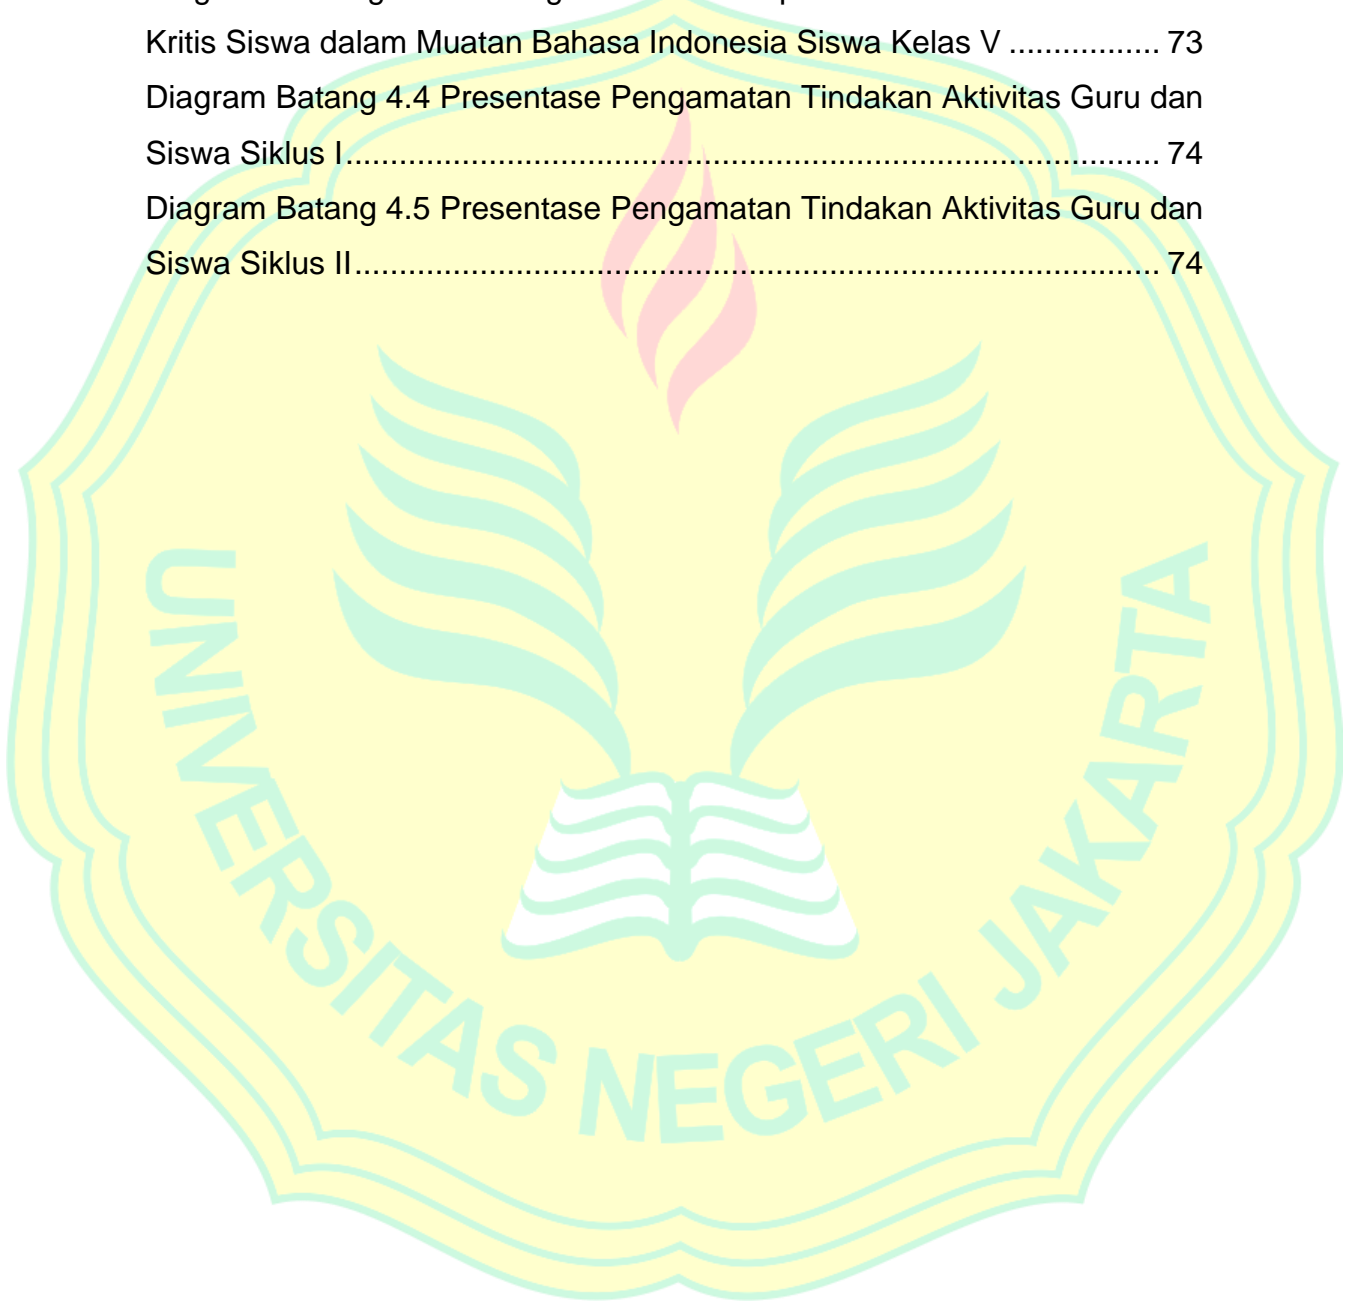 Kritis Siswa dalam Muatan Bahasa Indonesia Siswa Kelas V ................. 73
Diagram Batang 4.4 Presentase Pengamatan Tindakan Aktivitas Guru dan
Siswa Siklus I........................................................................................... 74
Diagram Batang 4.5 Presentase Pengamatan Tindakan Aktivitas Guru dan
Siswa Siklus II.......................................................................................... 74
UNIVERSITAS NEGERI JAKARTA